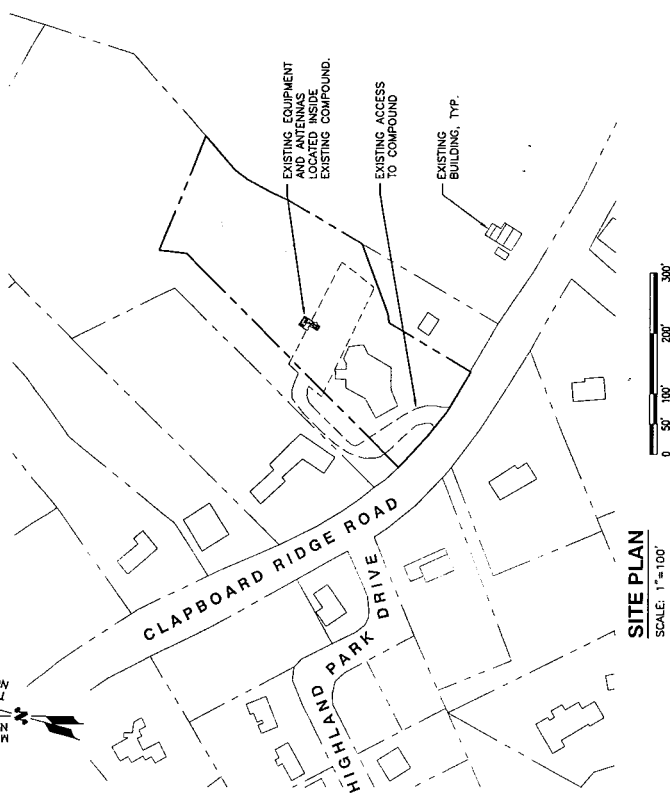 EXISTING EQUIPMENT
AND ANTENNAS
LOCATED INSIDE
EXISTING COMPOUND.
EXISTING ACCESS
TO COMPOUND
EXISTING
BUILDING, TYP.
CLAPBOARD RIDGE ROAD
HIGHLAND PARK DRIVE
N
SITE PLAN
SCALE: 1"=100'
0 50' 100' 200' 300'